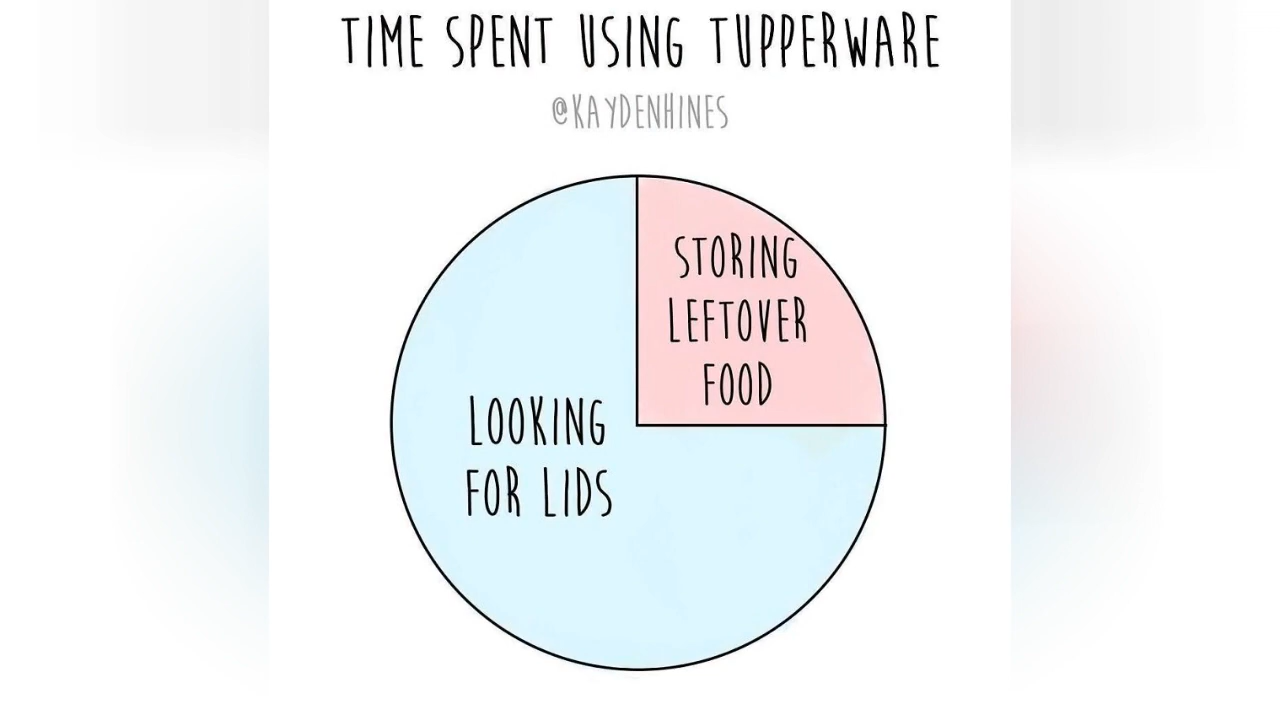 TIME SPENT USING TUPPERWARE
@KAYDENHINES
STORING
LEFTOVER
FOOD
LOOKING
FOR LIDS